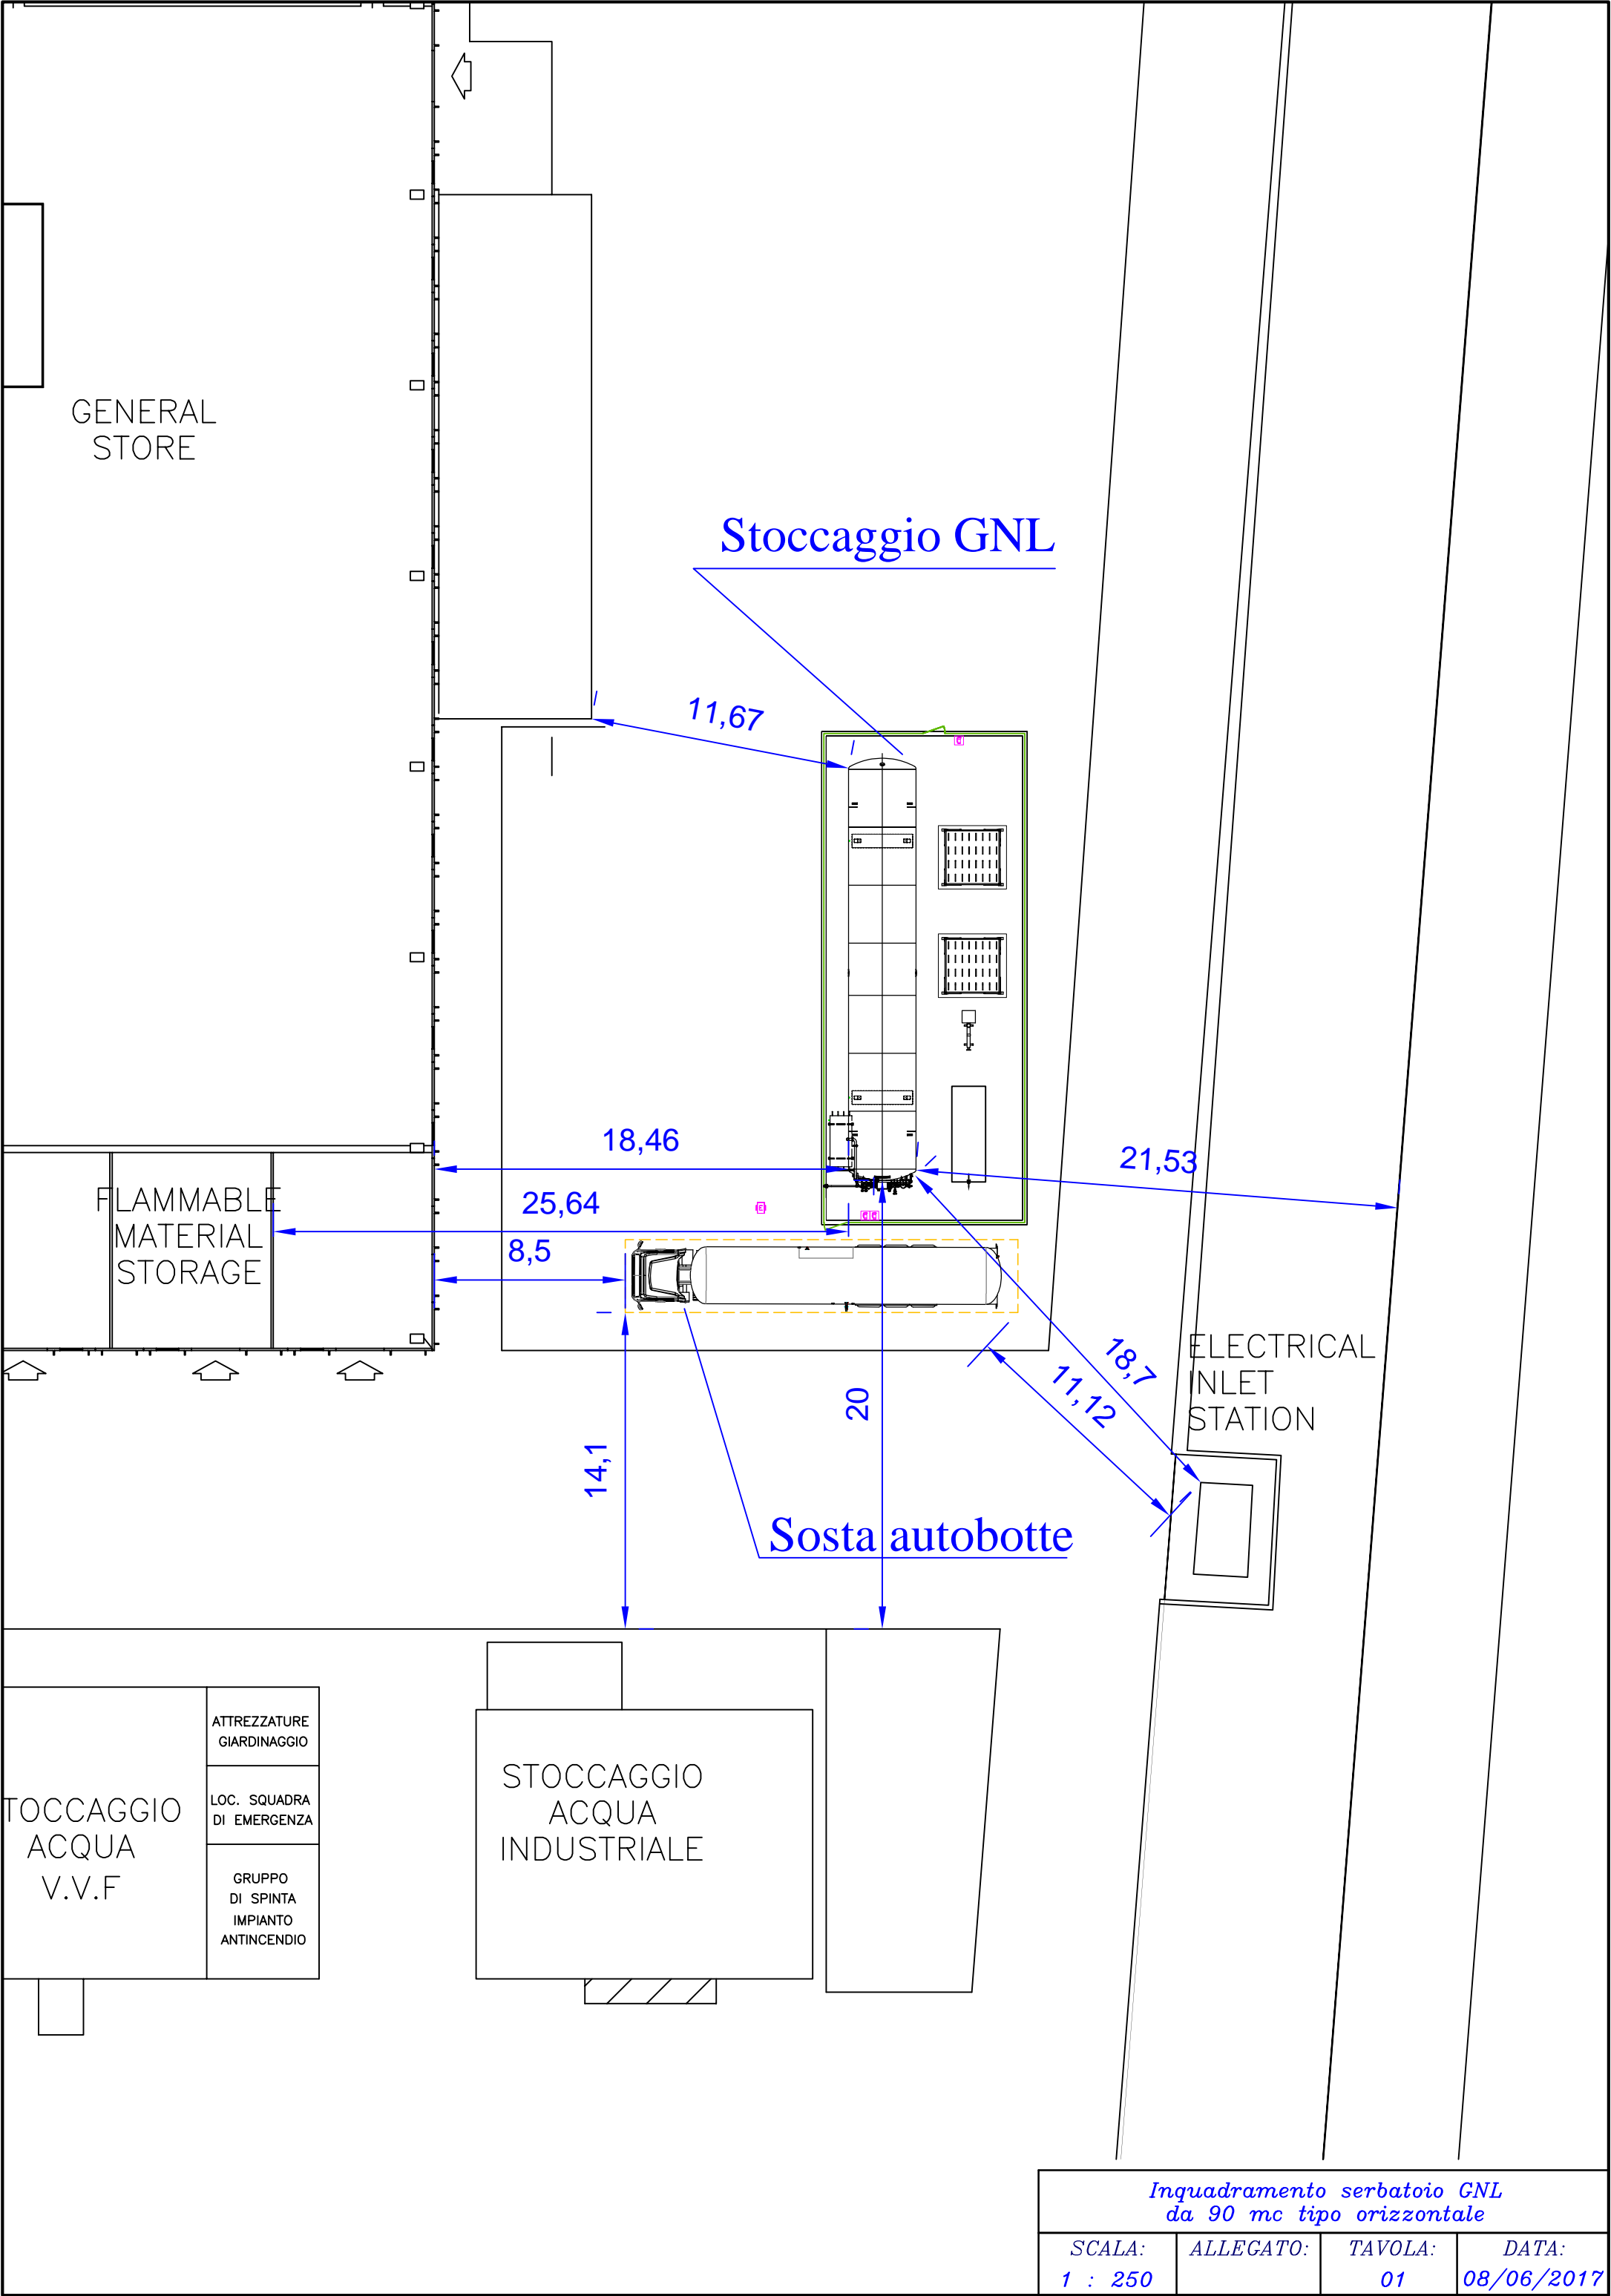 GENERAL
STORE
Stoccaggio GNL
11,67
18,46
21,53
25,64
FLAMMABLE
MATERIAL
STORAGE
8,5
ELECTRICAL
INLET
STATION
18,7
11,12
20
14,1
Sosta autobotte
ATTREZZATURE
GIARDINAGGIO
LOC. SQUADRA
DI EMERGENZA
GRUPPO
DI SPINTA
IMPIANTO
ANTINCENDIO
TOCCAGGIO
ACQUA
V.V.F
STOCCAGGIO
ACQUA
INDUSTRIALE
Inquadramento serbatoio GNL
da 90 mc tipo orizzontale
SCALA: ALLEGATO: TAVOLA: DATA:
1 : 250 01 08/06/2017